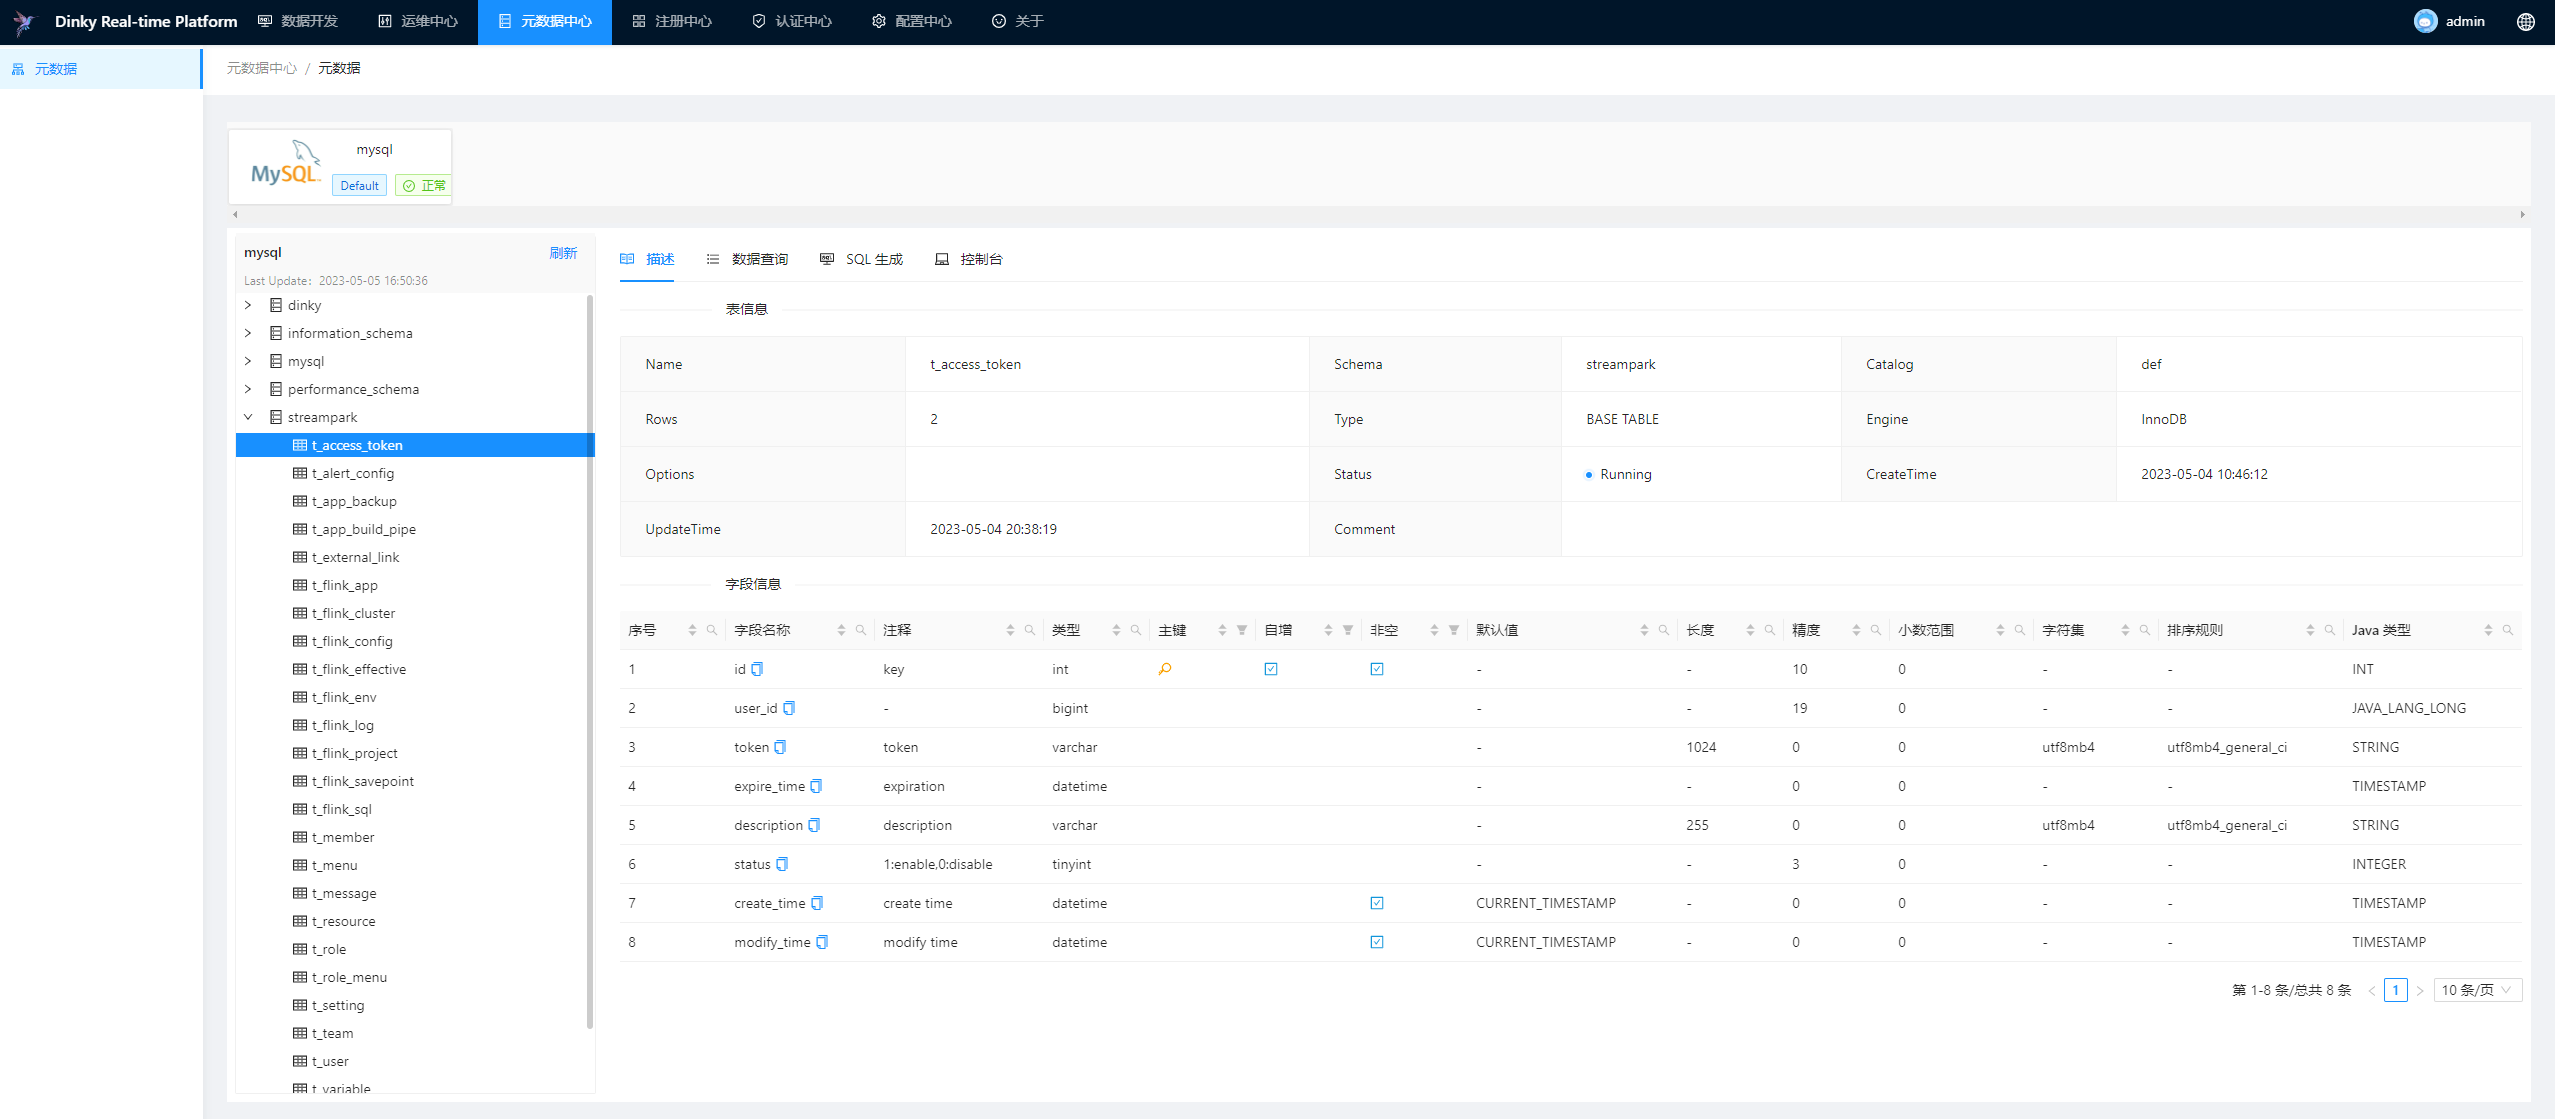 Dinky Real-time Platform 数据开发 运维中心 元数据中心 注册中心 认证中心 配置中心 关于 admin
元数据
元数据中心 / 元数据
MySQL
mysql
Default 正常
mysql 刷新
Last Update：2023-05-05 16:50:36
dinky
information_schema
mysql
performance_schema
streampark
t_access_token
t_alert_config
t_app_backup
t_app_build_pipe
t_external_link
t_flink_app
t_flink_cluster
t_flink_config
t_flink_effective
t_flink_env
t_flink_log
t_flink_project
t_flink_savepoint
t_flink_sql
t_member
t_menu
t_message
t_resource
t_role
t_role_menu
t_setting
t_team
t_user
t_variable
描述 数据查询 SQL 生成 控制台
表信息
Name t_access_token Schema streampark Catalog def
Rows 2 Type BASE TABLE Engine InnoDB
Options Status Running CreateTime 2023-05-04 10:46:12
UpdateTime 2023-05-04 20:38:19 Comment
字段信息
序号 字段名称 注释 类型 主键 自增 非空 默认值 长度 精度 小数范围 字符集 排序规则 Java 类型
1 id key int - - 10 0 - - INT
2 user_id - bigint - - 19 0 - - JAVA_LANG_LONG
3 token token varchar - 1024 0 0 utf8mb4 utf8mb4_general_ci STRING
4 expire_time expiration datetime - - 0 0 - - TIMESTAMP
5 description description varchar - 255 0 0 utf8mb4 utf8mb4_general_ci STRING
6 status 1:enable,0:disable tinyint - - 3 0 - - INTEGER
7 create_time create time datetime CURRENT_TIMESTAMP - 0 0 - - TIMESTAMP
8 modify_time modify time datetime CURRENT_TIMESTAMP - 0 0 - - TIMESTAMP
第 1-8 条/总共 8 条 < 1 > 10 条/页